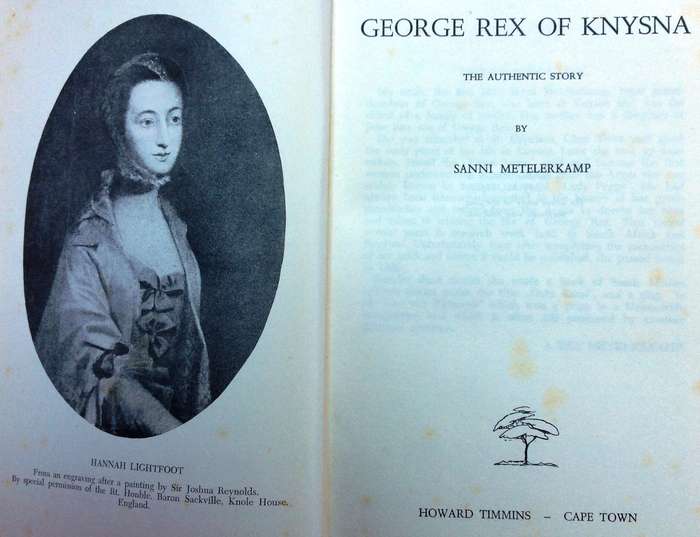 HANNAH LIGHTFOOT
From an engraving after a painting by Sir Joshua Reynolds.
By special permission of the Rt. Honble. Baron Sackville, Knole House,
England.
GEORGE REX OF KNYSNA
THE AUTHENTIC STORY
BY
SANNI METELERKAMP
HOWARD TIMMINS – CAPE TOWN